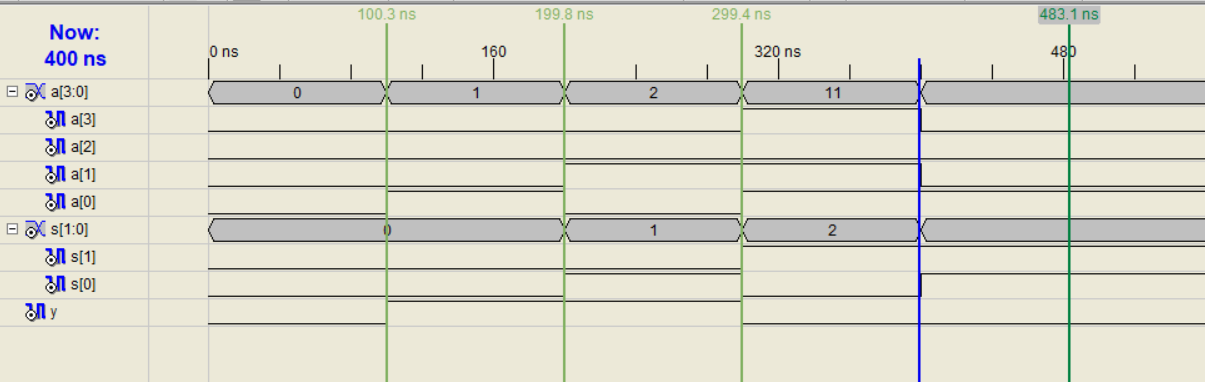 100.3 ns 199.8 ns 299.4 ns 483.1 ns
Now:
400 ns
0 ns 160 320 ns 480
a[3:0] 0 1 2 11
a[3]
a[2]
a[1]
a[0]
s[1:0] 0 1 2
s[1]
s[0]
y